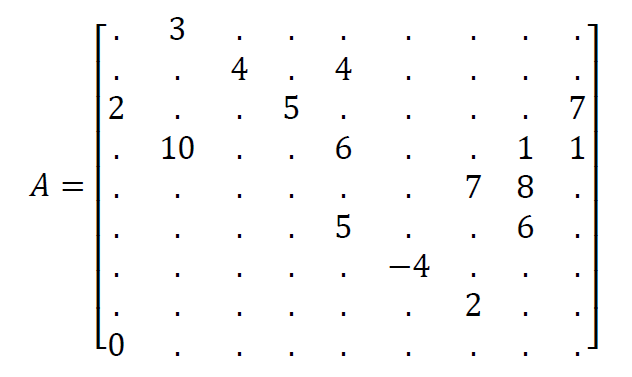 . 3 . . . . . . .
. . 4 . 4 . . . .
2 . . 5 . . . . 7
. 10 . . 6 . . 1 1
A = . . . . . . 7 8 .
. . . . 5 . . 6 .
. . . . . −4 . . .
. . . . . . 2 . .
0 . . . . . . . .